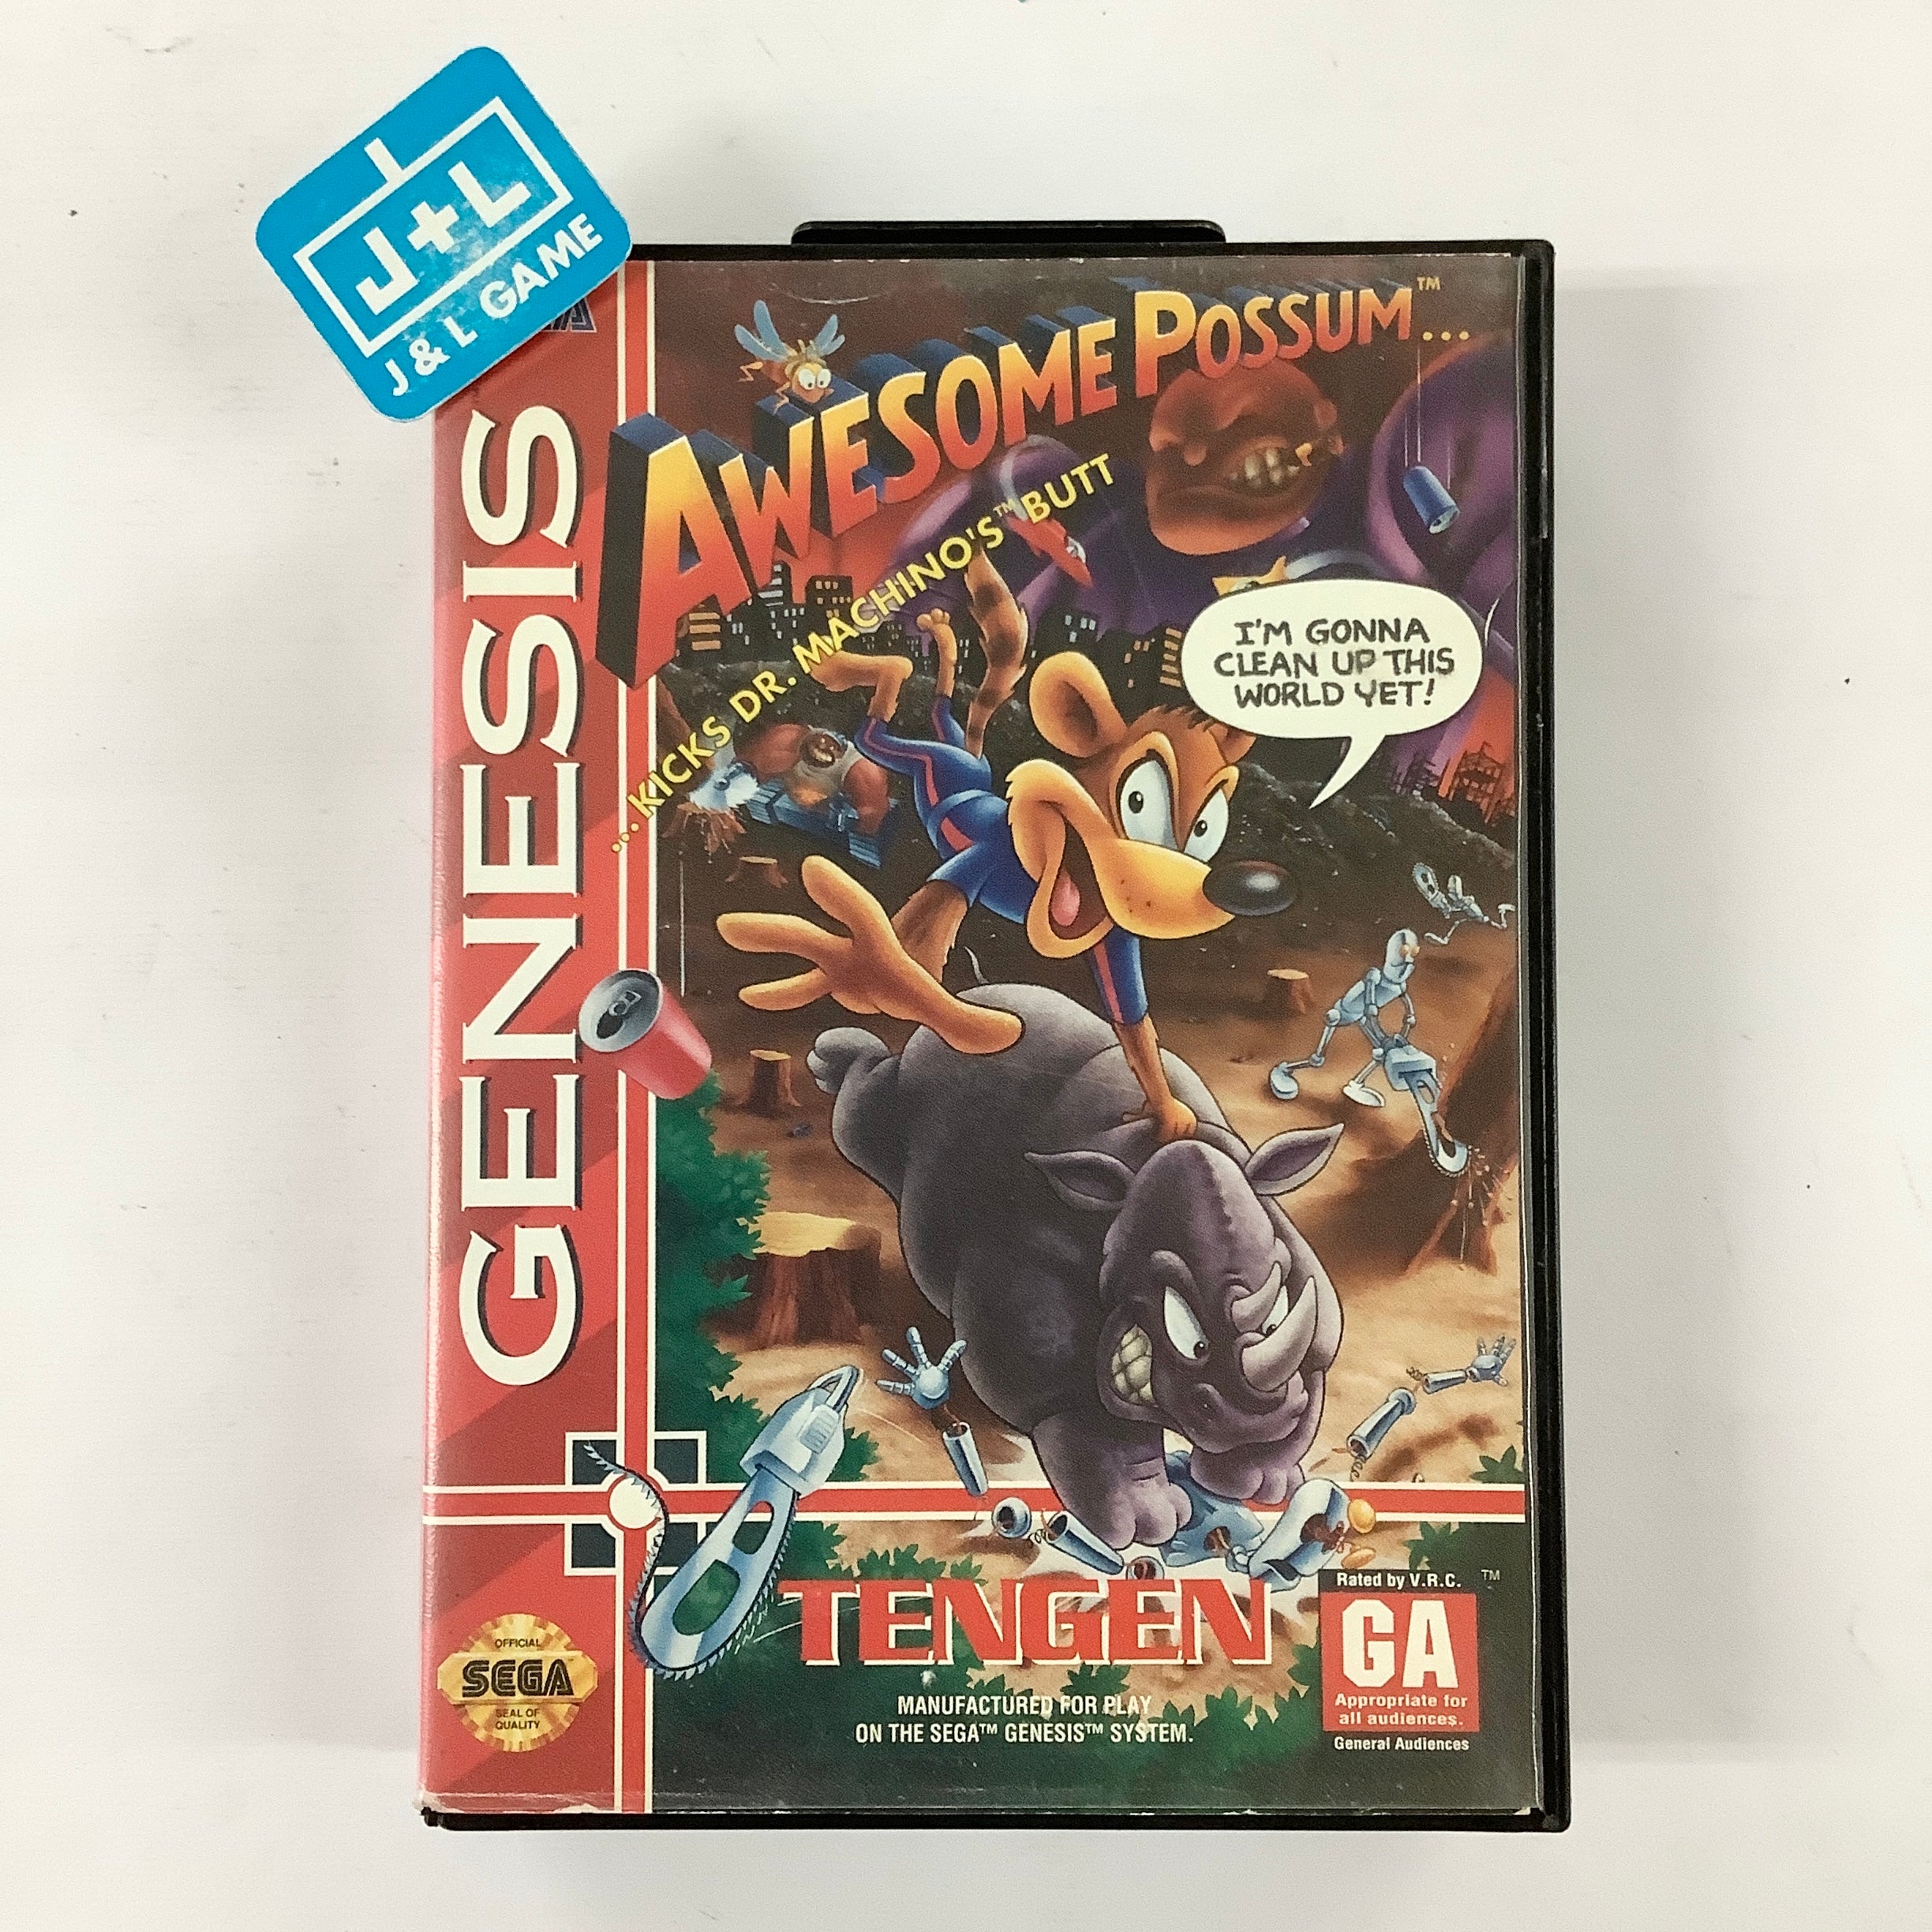 J+L
J & L GAME
GENESIS
AWESOME POSSUM™...
...KICKS DR. MACHINO'S™ BUTT
I'M GONNA
CLEAN UP THIS
WORLD YET!
TENGEN
MANUFACTURED FOR PLAY
ON THE SEGA™ GENESIS™ SYSTEM.
Rated by V.R.C. ™
GA
Appropriate for
all audiences.
General Audiences
OFFICIAL
SEGA
SEAL OF
QUALITY